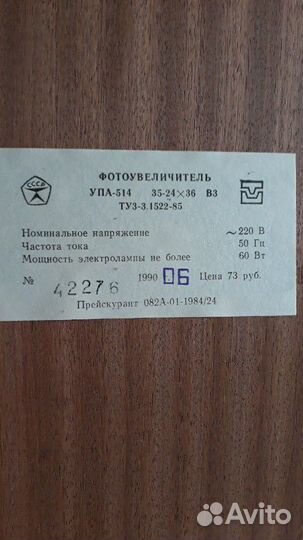 СССР
ФОТОУВЕЛИЧИТЕЛЬ
УПА-514 35-24×36 В3
ТУ3-3.1522-85
Номинальное напряжение ~220 В
Частота тока 50 Гц
Мощность электролампы не более 60 Вт
№ 42276 1990 06 Цена 73 руб.
Прейскурант 082А-01-1984/24
Avito